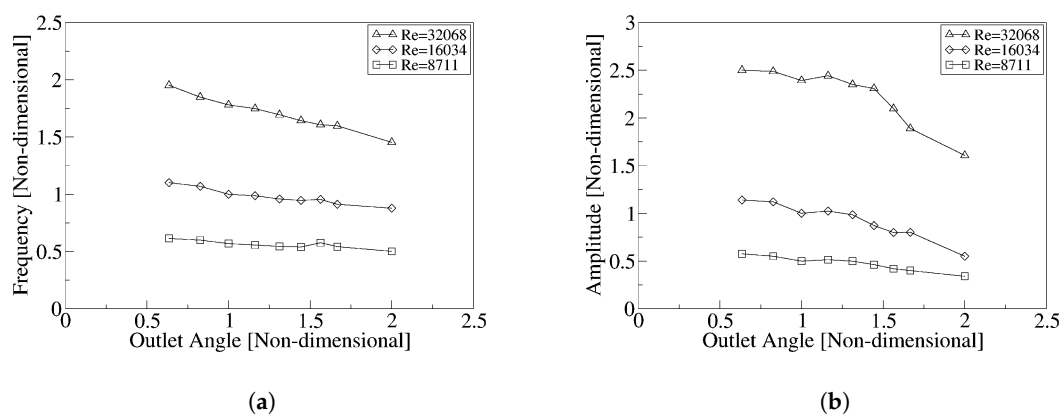 2.5
2
1.5
1
0.5
0
Frequency [Non-dimensional]
Re=32068
Re=16034
Re=8711
0 0.5 1 1.5 2 2.5
Outlet Angle [Non-dimensional]
(a)
3
2.5
2
1.5
1
0.5
0
Amplitude [Non-dimensional]
Re=32068
Re=16034
Re=8711
0 0.5 1 1.5 2 2.5
Outlet Angle [Non-dimensional]
(b)